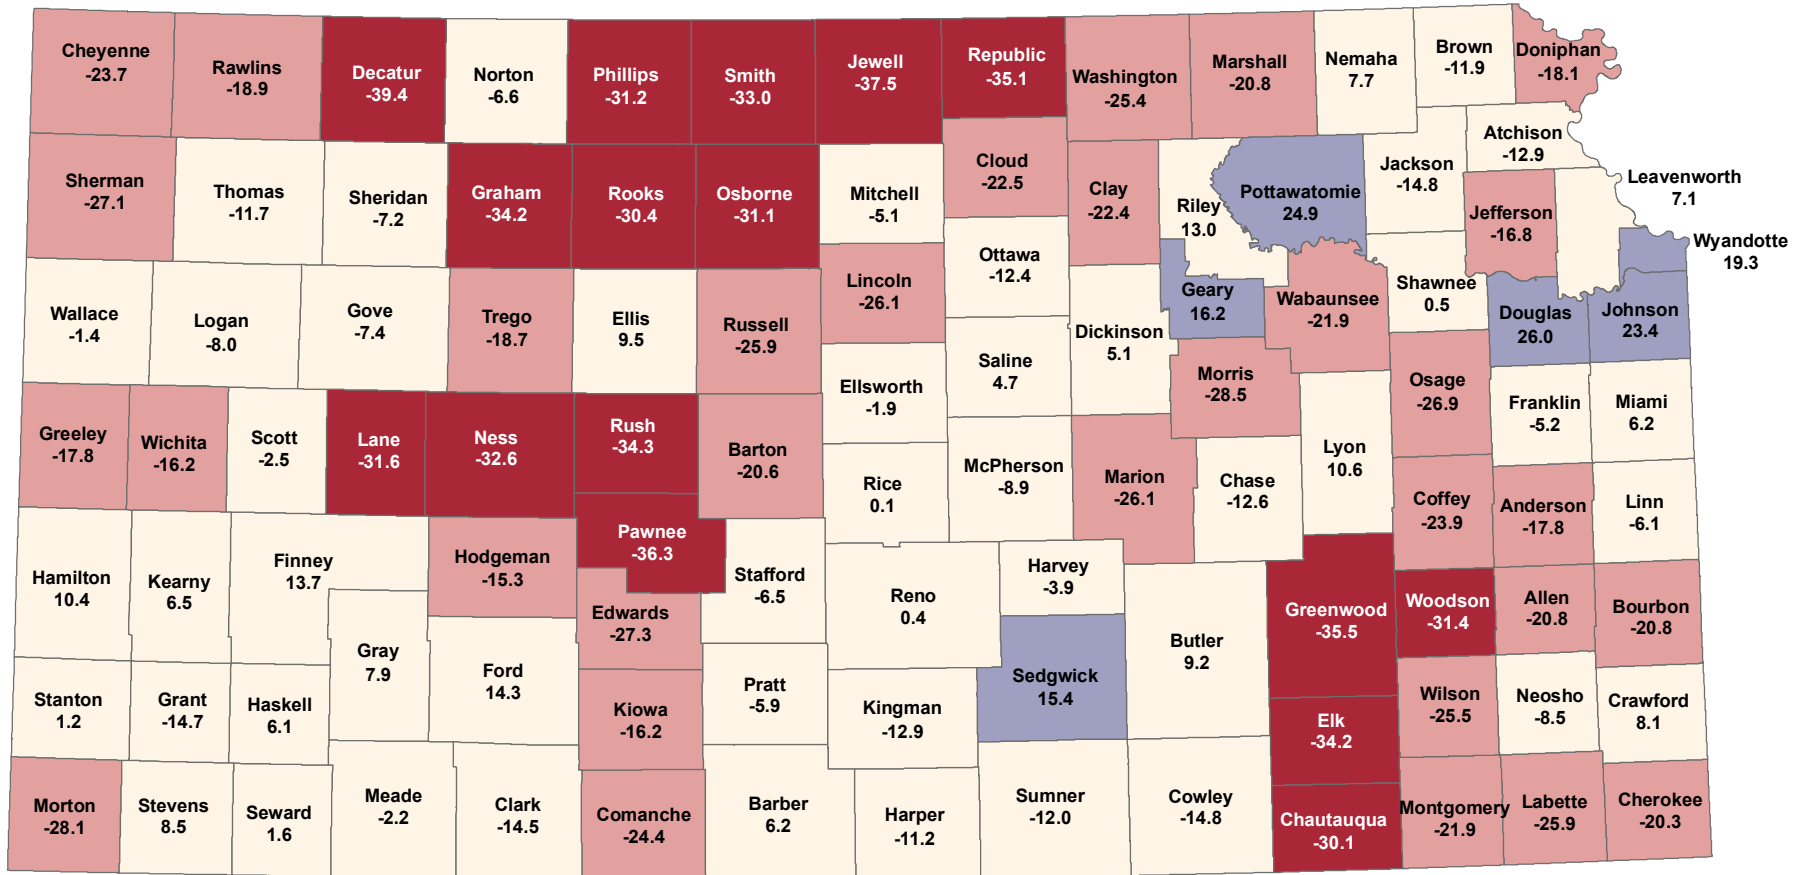 Cheyenne
-23.7
Rawlins
-18.9
Decatur
-39.4
Norton
-6.6
Phillips
-31.2
Smith
-33.0
Jewell
-37.5
Republic
-35.1
Washington
-25.4
Marshall
-20.8
Nemaha
7.7
Brown
-11.9
Doniphan
-18.1
Sherman
-27.1
Thomas
-11.7
Sheridan
-7.2
Graham
-34.2
Rooks
-30.4
Osborne
-31.1
Mitchell
-5.1
Cloud
-22.5
Clay
-22.4
Riley
13.0
Pottawatomie
24.9
Jackson
-14.8
Atchison
-12.9
Jefferson
-16.8
Leavenworth
7.1
Wyandotte
19.3
Wallace
-1.4
Logan
-8.0
Gove
-7.4
Trego
-18.7
Ellis
9.5
Russell
-25.9
Lincoln
-26.1
Ottawa
-12.4
Saline
4.7
Dickinson
5.1
Geary
16.2
Wabaunsee
-21.9
Shawnee
0.5
Douglas
26.0
Johnson
23.4
Greeley
-17.8
Wichita
-16.2
Scott
-2.5
Lane
-31.6
Ness
-32.6
Rush
-34.3
Barton
-20.6
Ellsworth
-1.9
Rice
0.1
McPherson
-8.9
Marion
-26.1
Morris
-28.5
Chase
-12.6
Lyon
10.6
Osage
-26.9
Franklin
-5.2
Miami
6.2
Coffey
-23.9
Anderson
-17.8
Linn
-6.1
Hamilton
10.4
Kearny
6.5
Finney
13.7
Hodgeman
-15.3
Pawnee
-36.3
Edwards
-27.3
Stafford
-6.5
Reno
0.4
Harvey
-3.9
Butler
9.2
Greenwood
-35.5
Woodson
-31.4
Allen
-20.8
Bourbon
-20.8
Stanton
1.2
Grant
-14.7
Haskell
6.1
Gray
7.9
Ford
14.3
Kiowa
-16.2
Pratt
-5.9
Kingman
-12.9
Sedgwick
15.4
Elk
-34.2
Wilson
-25.5
Neosho
-8.5
Crawford
8.1
Morton
-28.1
Stevens
8.5
Seward
1.6
Meade
-2.2
Clark
-14.5
Comanche
-24.4
Barber
6.2
Harper
-11.2
Sumner
-12.0
Cowley
-14.8
Chautauqua
-30.1
Montgomery
-21.9
Labette
-25.9
Cherokee
-20.3